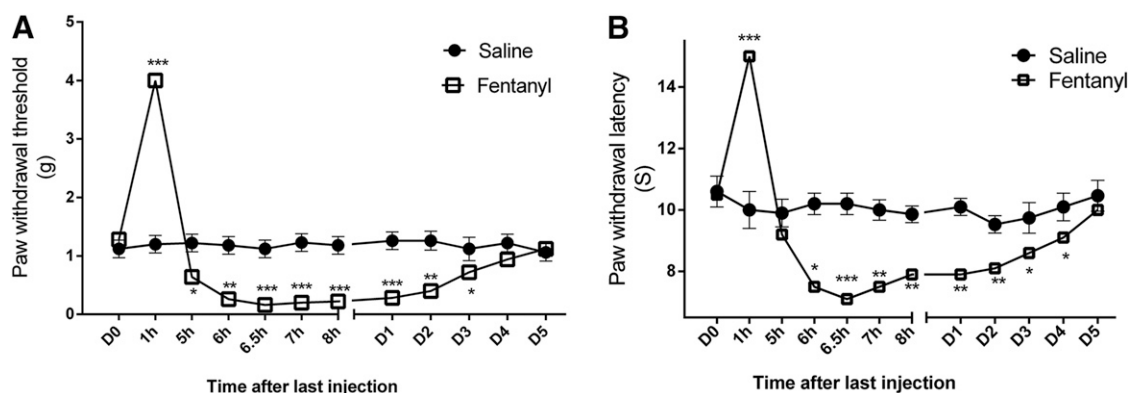 A
Paw withdrawal threshold
(g)
5
4
3
2
1
0
Saline
Fentanyl
***
*
**
***
***
***
***
**
*
D0 1h 5h 6h 6.5h 7h 8h D1 D2 D3 D4 D5
Time after last injection
B
Paw withdrawal latency
(S)
14
12
10
8
Saline
Fentanyl
***
*
***
**
**
**
**
*
*
D0 1h 5h 6h 6.5h 7h 8h D1 D2 D3 D4 D5
Time after last injection